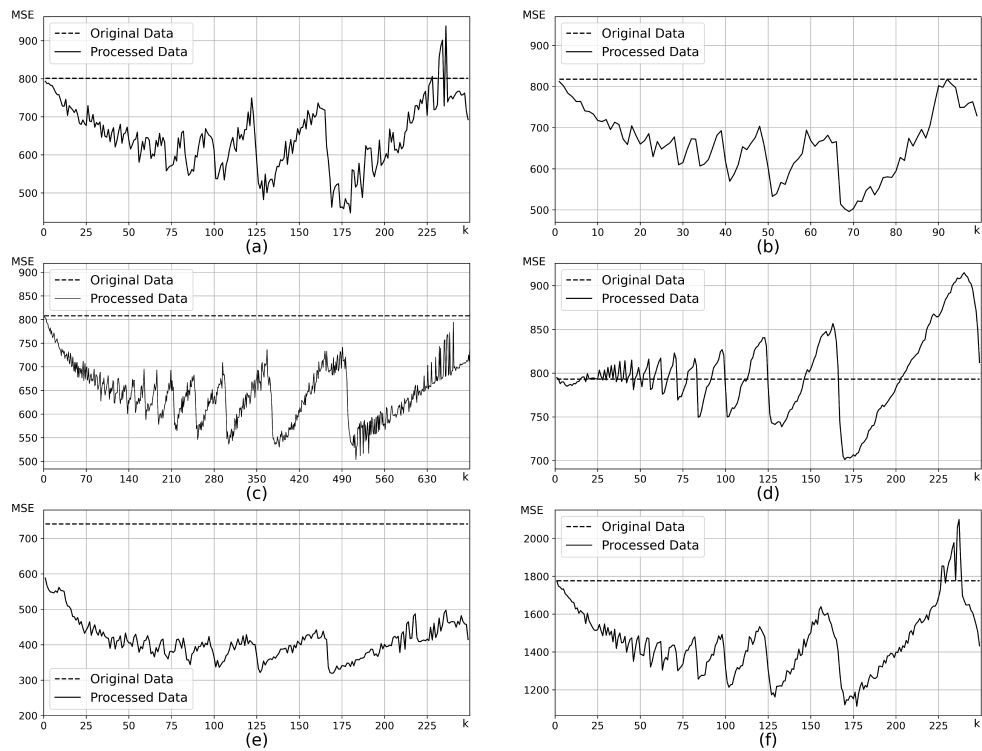 MSE
Original Data
Processed Data
900
800
700
600
500
0 25 50 75 100 125 150 175 200 225 k
(a)
MSE
Original Data
Processed Data
900
800
700
600
500
0 10 20 30 40 50 60 70 80 90 k
(b)
MSE
Original Data
Processed Data
900
850
800
750
700
650
600
550
500
0 70 140 210 280 350 420 490 560 630 k
(c)
MSE
Original Data
Processed Data
900
850
800
750
700
0 25 50 75 100 125 150 175 200 225 k
(d)
MSE
700
600
500
400
300
200
Original Data
Processed Data
0 25 50 75 100 125 150 175 200 225 k
(e)
MSE
Original Data
Processed Data
2000
1800
1600
1400
1200
0 25 50 75 100 125 150 175 200 225 k
(f)